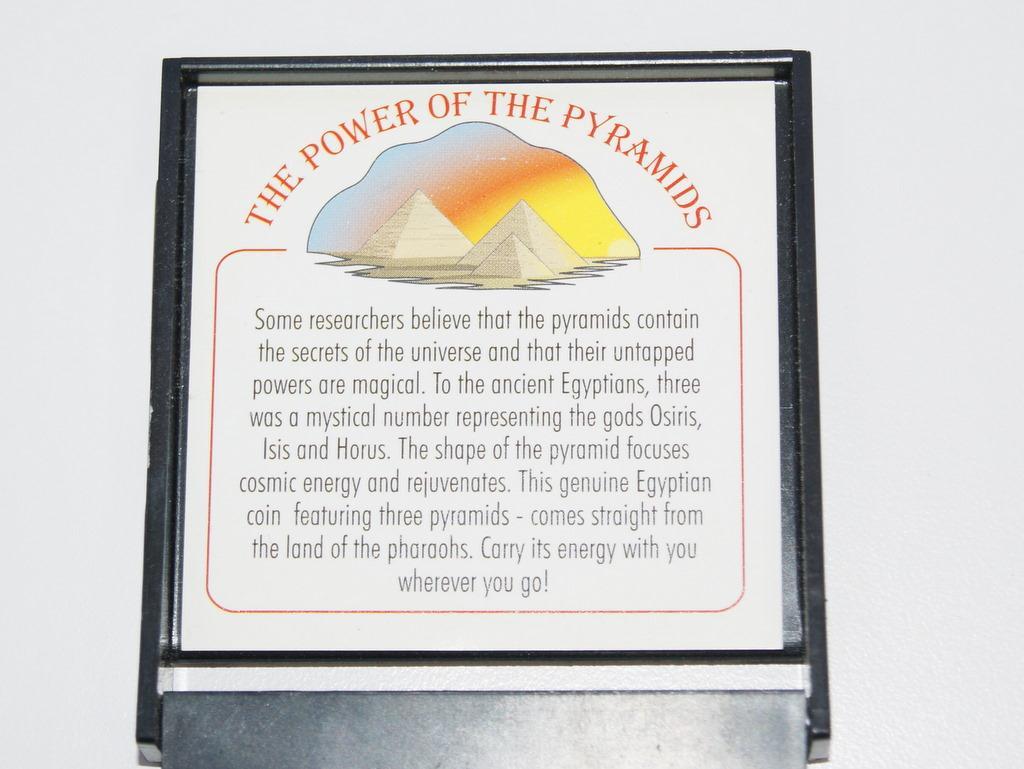 THE POWER OF THE PYRAMIDS
Some researchers believe that the pyramids contain
the secrets of the universe and that their untapped
powers are magical. To the ancient Egyptians, three
was a mystical number representing the gods Osiris,
Isis and Horus. The shape of the pyramid focuses
cosmic energy and rejuvenates. This genuine Egyptian
coin featuring three pyramids - comes straight from
the land of the pharaohs. Carry its energy with you
wherever you go!